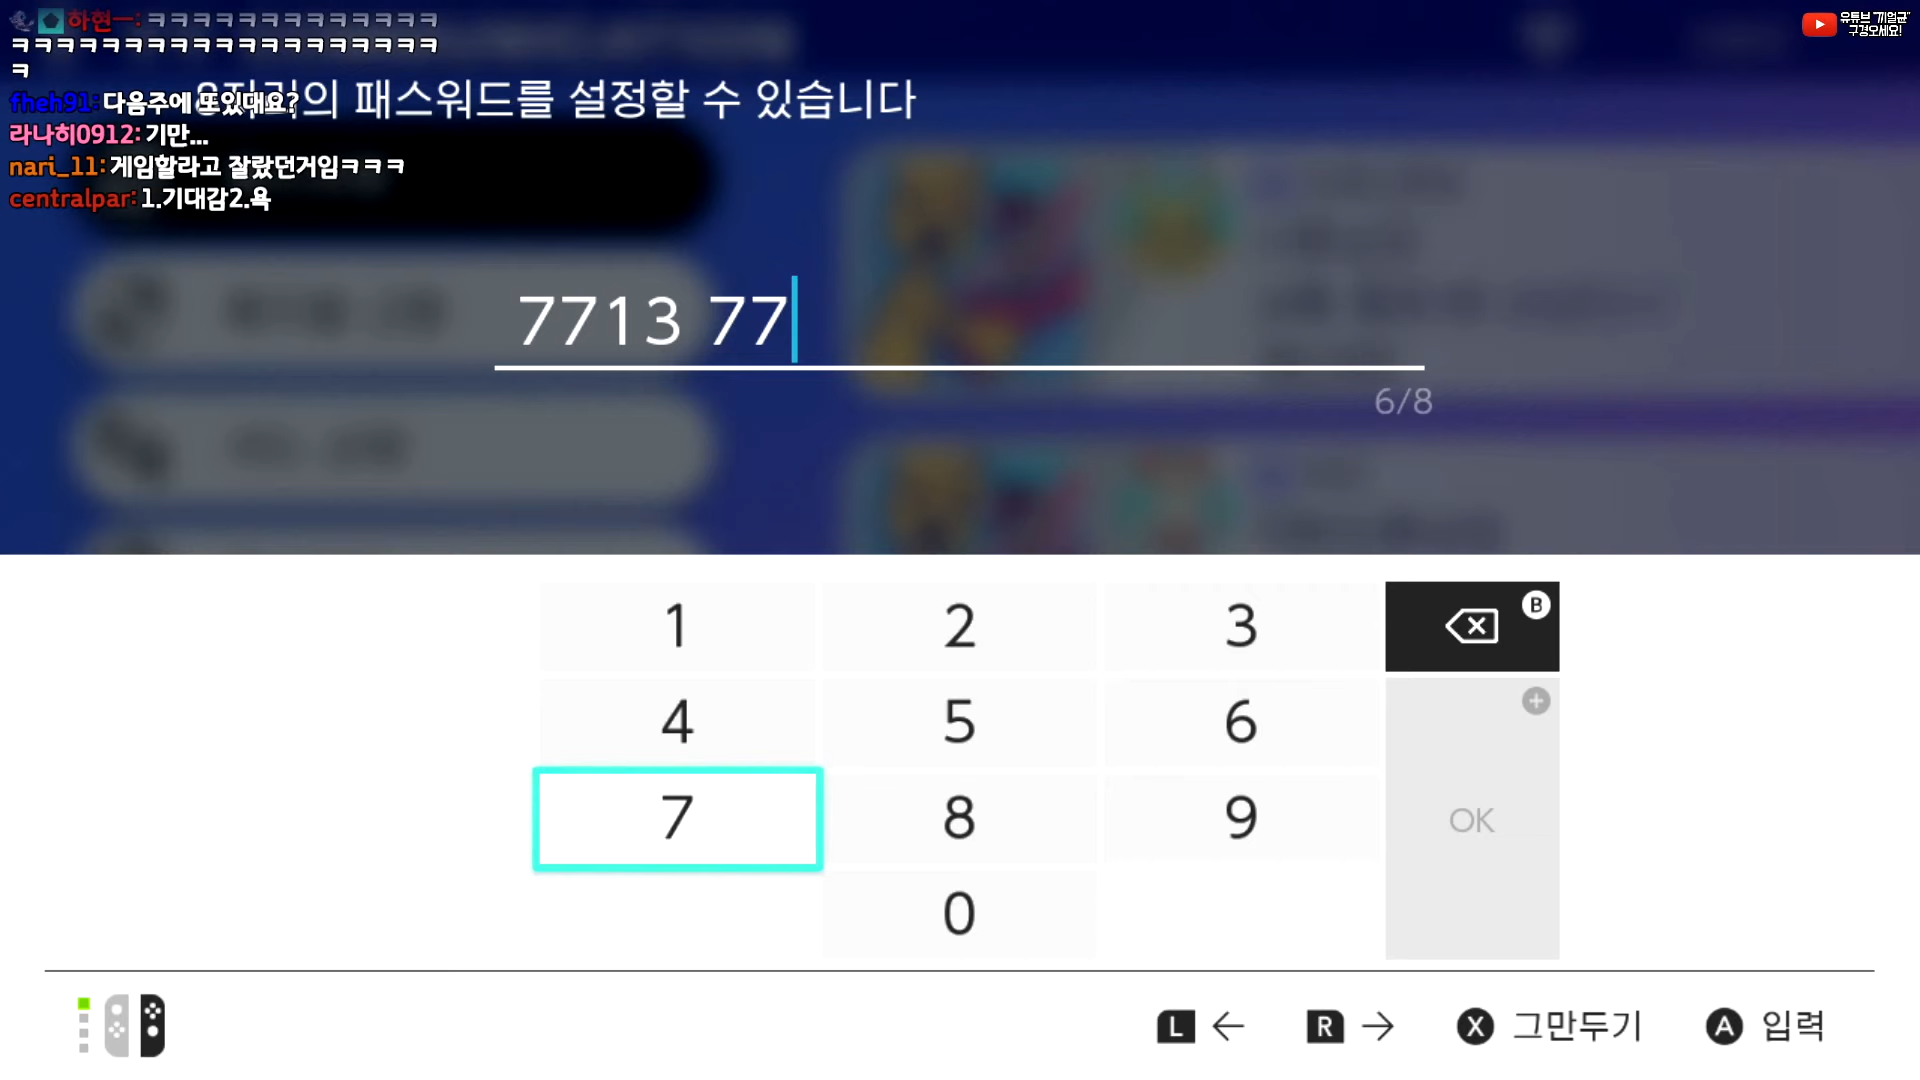 하현ㅡ: ㅋㅋㅋㅋㅋㅋㅋㅋㅋㅋㅋㅋㅋ
ㅋㅋㅋㅋㅋㅋㅋㅋㅋㅋㅋㅋㅋㅋㅋㅋㅋㅋㅋ
ㅋ
fheh91: 다음주에 또있대요?
라나히0912: 기만...
nari_11: 게임할라고 잘랐던거임ㅋㅋㅋ
centralpar: 1.기대감2.욕
유튜브 "끼얼균"
구경오세요!
8자리의 패스워드를 설정할 수 있습니다
7713 77
6/8
1 2 3 B
4 5 6 +
7 8 9 OK
0
L ← R → X 그만두기 A 입력